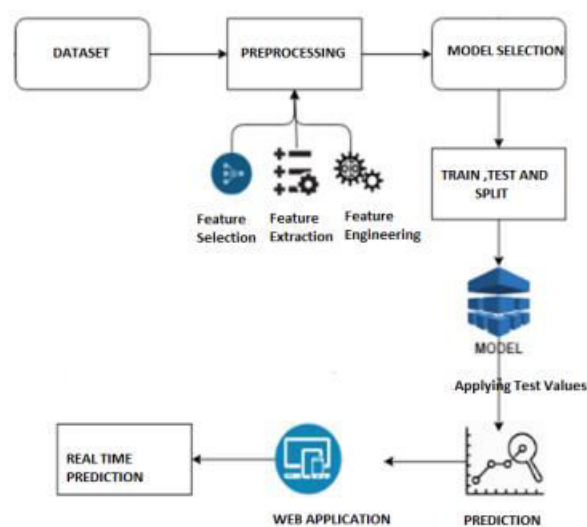 DATASET
PREPROCESSING
MODEL SELECTION
TRAIN ,TEST AND
SPLIT
Feature
Selection
Feature
Extraction
Feature
Engineering
MODEL
Applying Test Values
REAL TIME
PREDICTION
WEB APPLICATION
PREDICTION